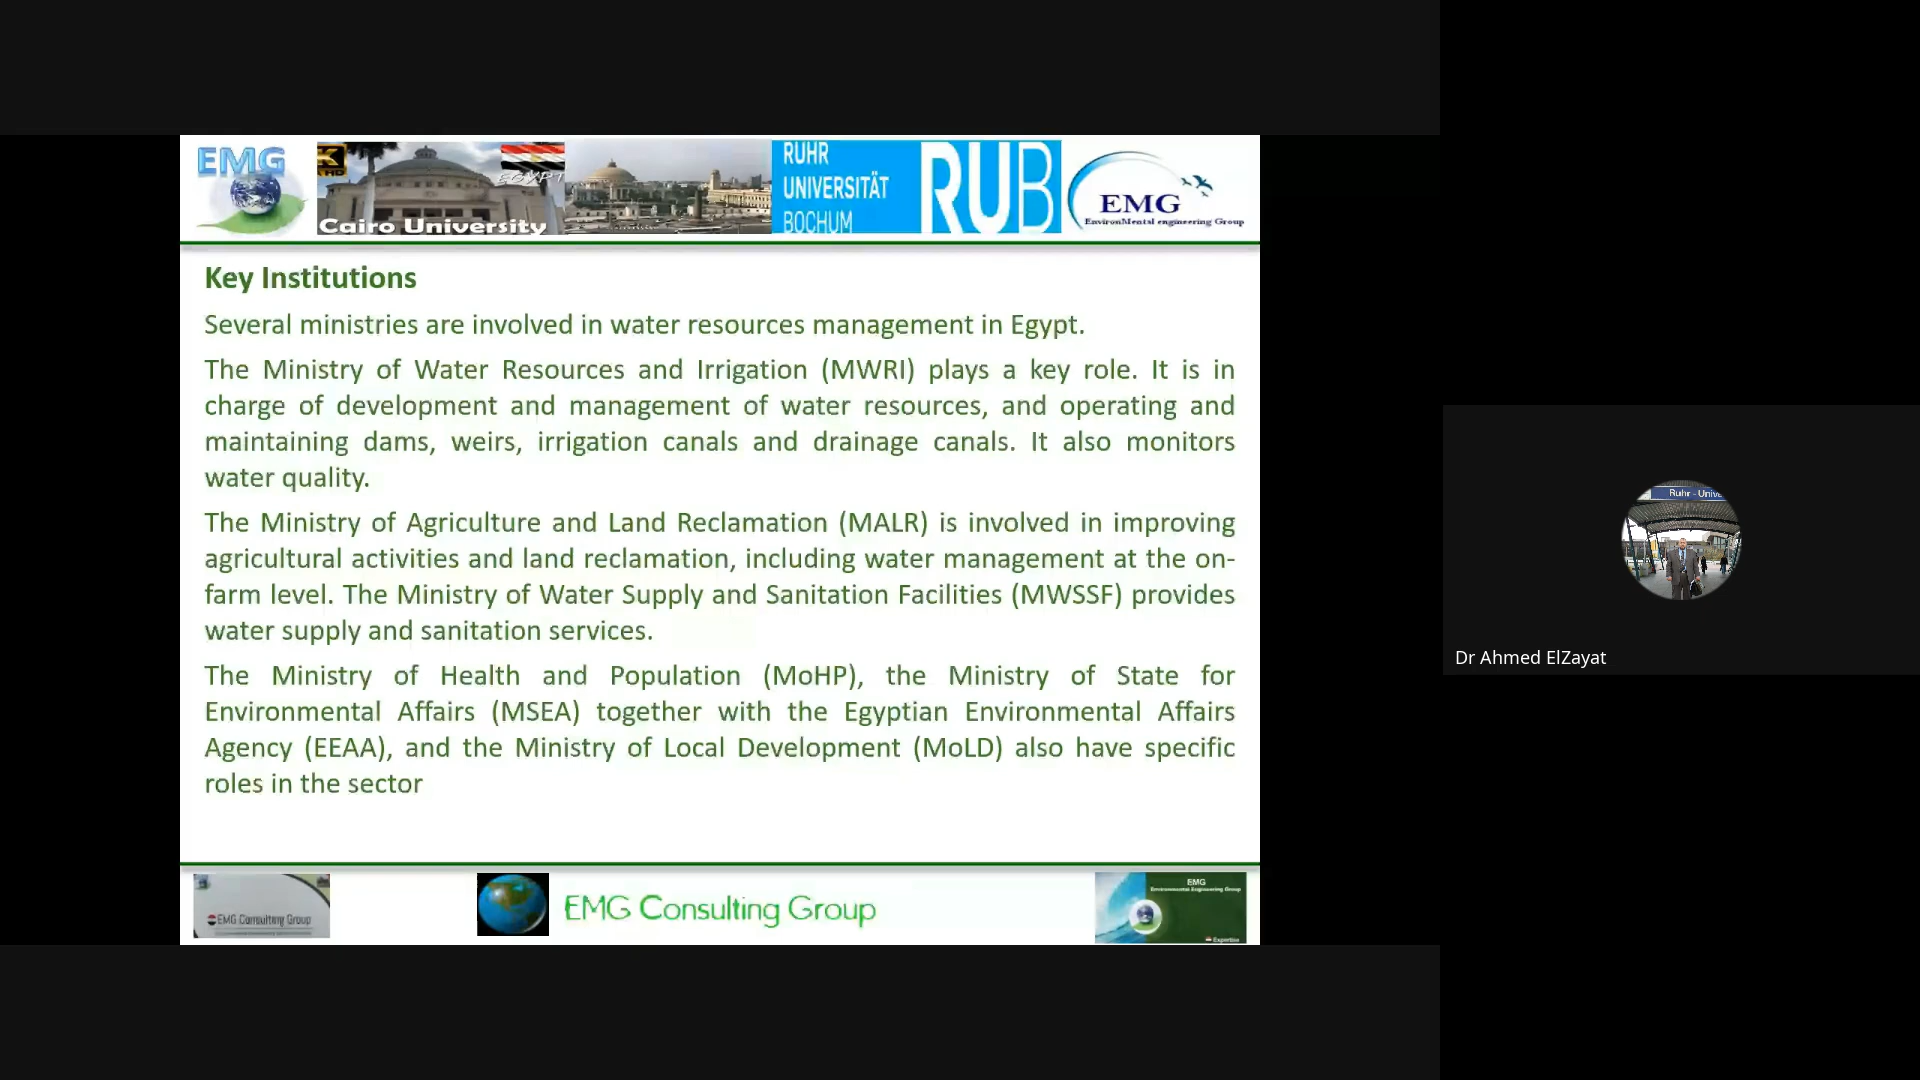 EMG
K
HD
EGYPT
Cairo University
RUHR
UNIVERSITÄT
BOCHUM
RUB
EMG
EnvironMental engineering Group
Key Institutions
Several ministries are involved in water resources management in Egypt.
The Ministry of Water Resources and Irrigation (MWRI) plays a key role. It is in
charge of development and management of water resources, and operating and
maintaining dams, weirs, irrigation canals and drainage canals. It also monitors
water quality.
The Ministry of Agriculture and Land Reclamation (MALR) is involved in improving
agricultural activities and land reclamation, including water management at the on-
farm level. The Ministry of Water Supply and Sanitation Facilities (MWSSF) provides
water supply and sanitation services.
The Ministry of Health and Population (MoHP), the Ministry of State for
Environmental Affairs (MSEA) together with the Egyptian Environmental Affairs
Agency (EEAA), and the Ministry of Local Development (MoLD) also have specific
roles in the sector
EMG Consulting Group
EMG Consulting Group
EMG
Environmental Engineering Group
Expertise
Ruhr - Unive
Dr Ahmed ElZayat